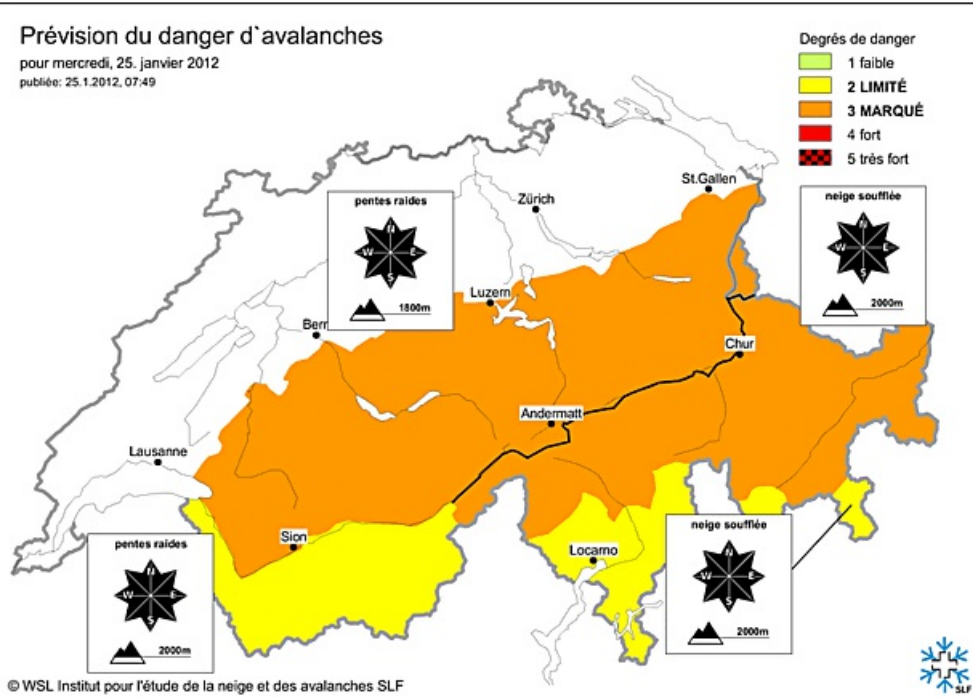 Prévision du danger d`avalanches
pour mercredi, 25. janvier 2012
publiée: 25.1.2012, 07:49
Degrés de danger
1 faible
2 LIMITÉ
3 MARQUÉ
4 fort
5 très fort
St.Gallen
Zürich
pentes raides
N
W E
S
1800m
neige soufflée
N
W E
S
2000m
Luzern
Bern
Chur
Andermatt
Lausanne
Sion
Locarno
pentes raides
N
W E
S
2000m
neige soufflée
N
W E
S
2000m
© WSL Institut pour l'étude de la neige et des avalanches SLF
SLF